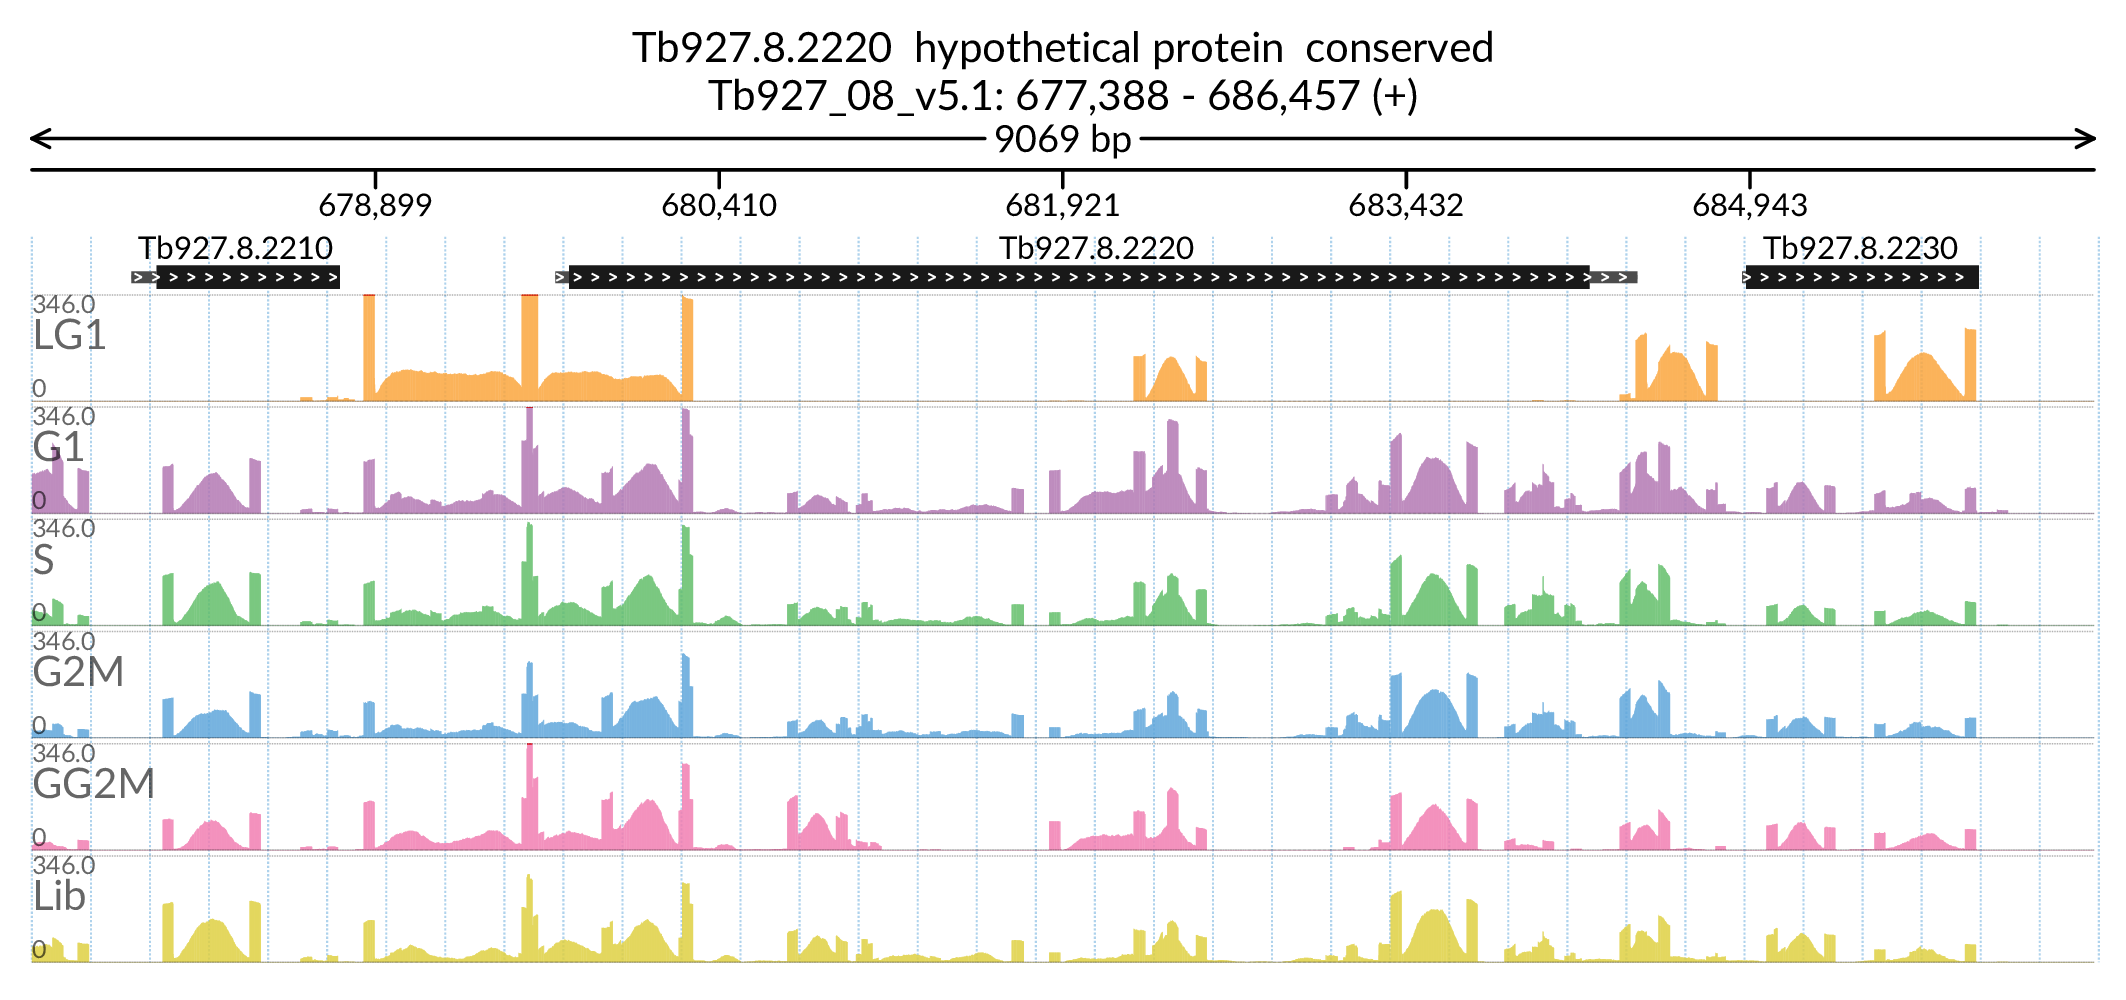 Tb927.8.2220 hypothetical protein conserved
Tb927_08_v5.1: 677,388 - 686,457 (+)
9069 bp
678,899 680,410 681,921 683,432 684,943
Tb927.8.2210 Tb927.8.2220 Tb927.8.2230
346.0
LG1
0
346.0
G1
0
346.0
S
0
346.0
G2M
0
346.0
GG2M
0
346.0
Lib
0